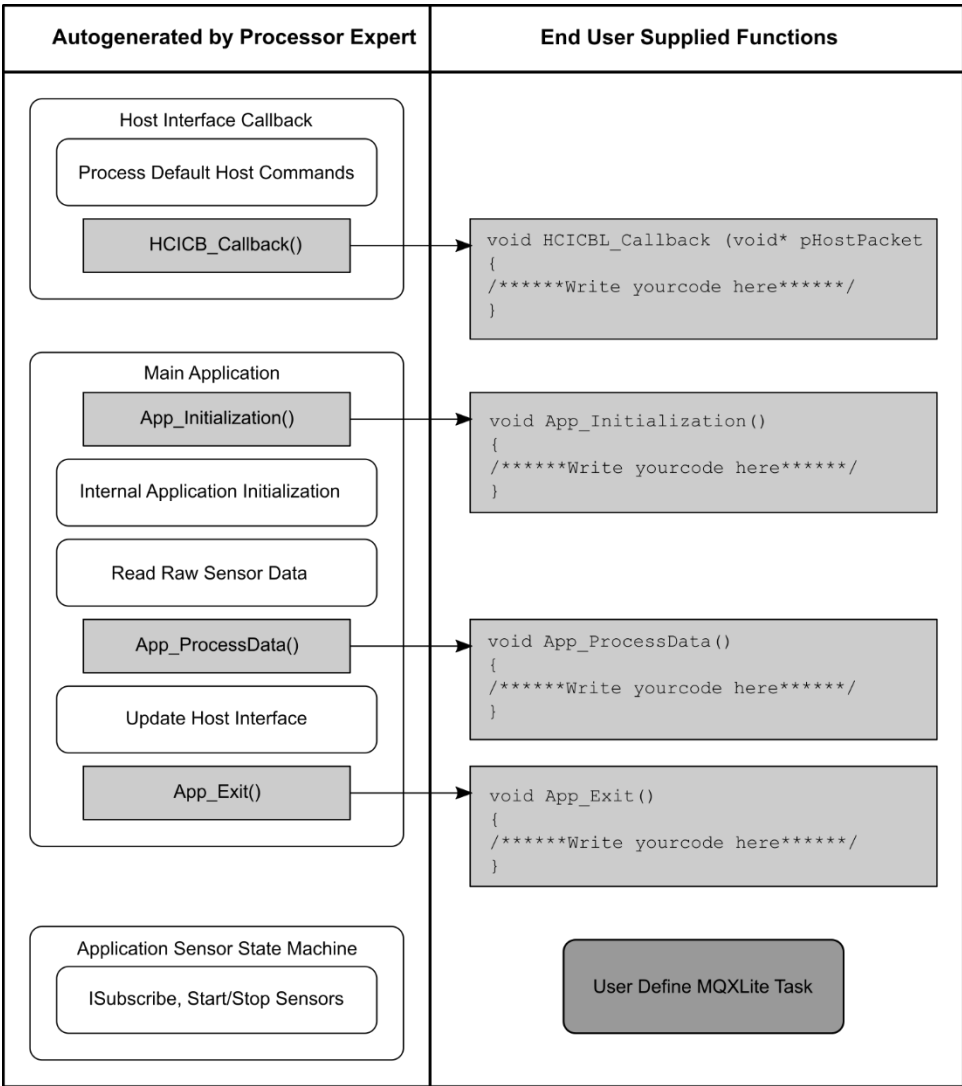 Autogenerated by Processor Expert
End User Supplied Functions
Host Interface Callback
Process Default Host Commands
HCICB_Callback()
void HCICBL_Callback (void* pHostPacket
{
/******Write yourcode here******/
}
Main Application
App_Initialization()
void App_Initialization()
{
/******Write yourcode here******/
}
Internal Application Initialization
Read Raw Sensor Data
App_ProcessData()
void App_ProcessData()
{
/******Write yourcode here******/
}
Update Host Interface
App_Exit()
void App_Exit()
{
/******Write yourcode here******/
}
Application Sensor State Machine
ISubscribe, Start/Stop Sensors
User Define MQXLite Task